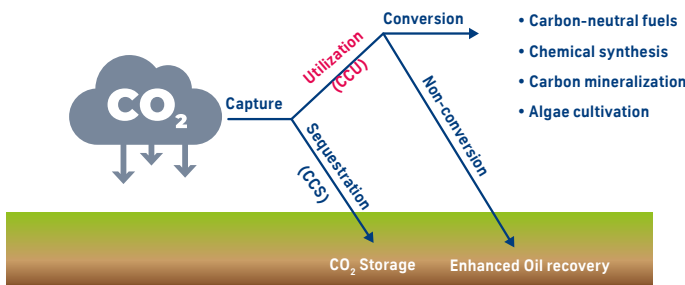 CO₂
Capture
Utilization
(CCU)
Conversion
• Carbon-neutral fuels
• Chemical synthesis
• Carbon mineralization
• Algae cultivation
Non-conversion
Sequestration
(CCS)
CO₂ Storage
Enhanced Oil recovery